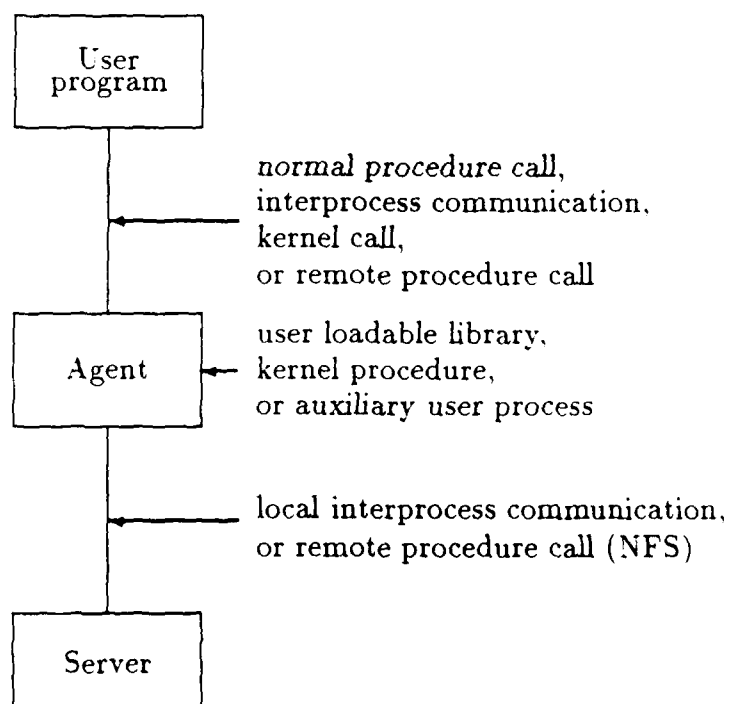 User
program
normal procedure call,
interprocess communication,
kernel call,
or remote procedure call
Agent
user loadable library,
kernel procedure,
or auxiliary user process
local interprocess communication,
or remote procedure call (NFS)
Server